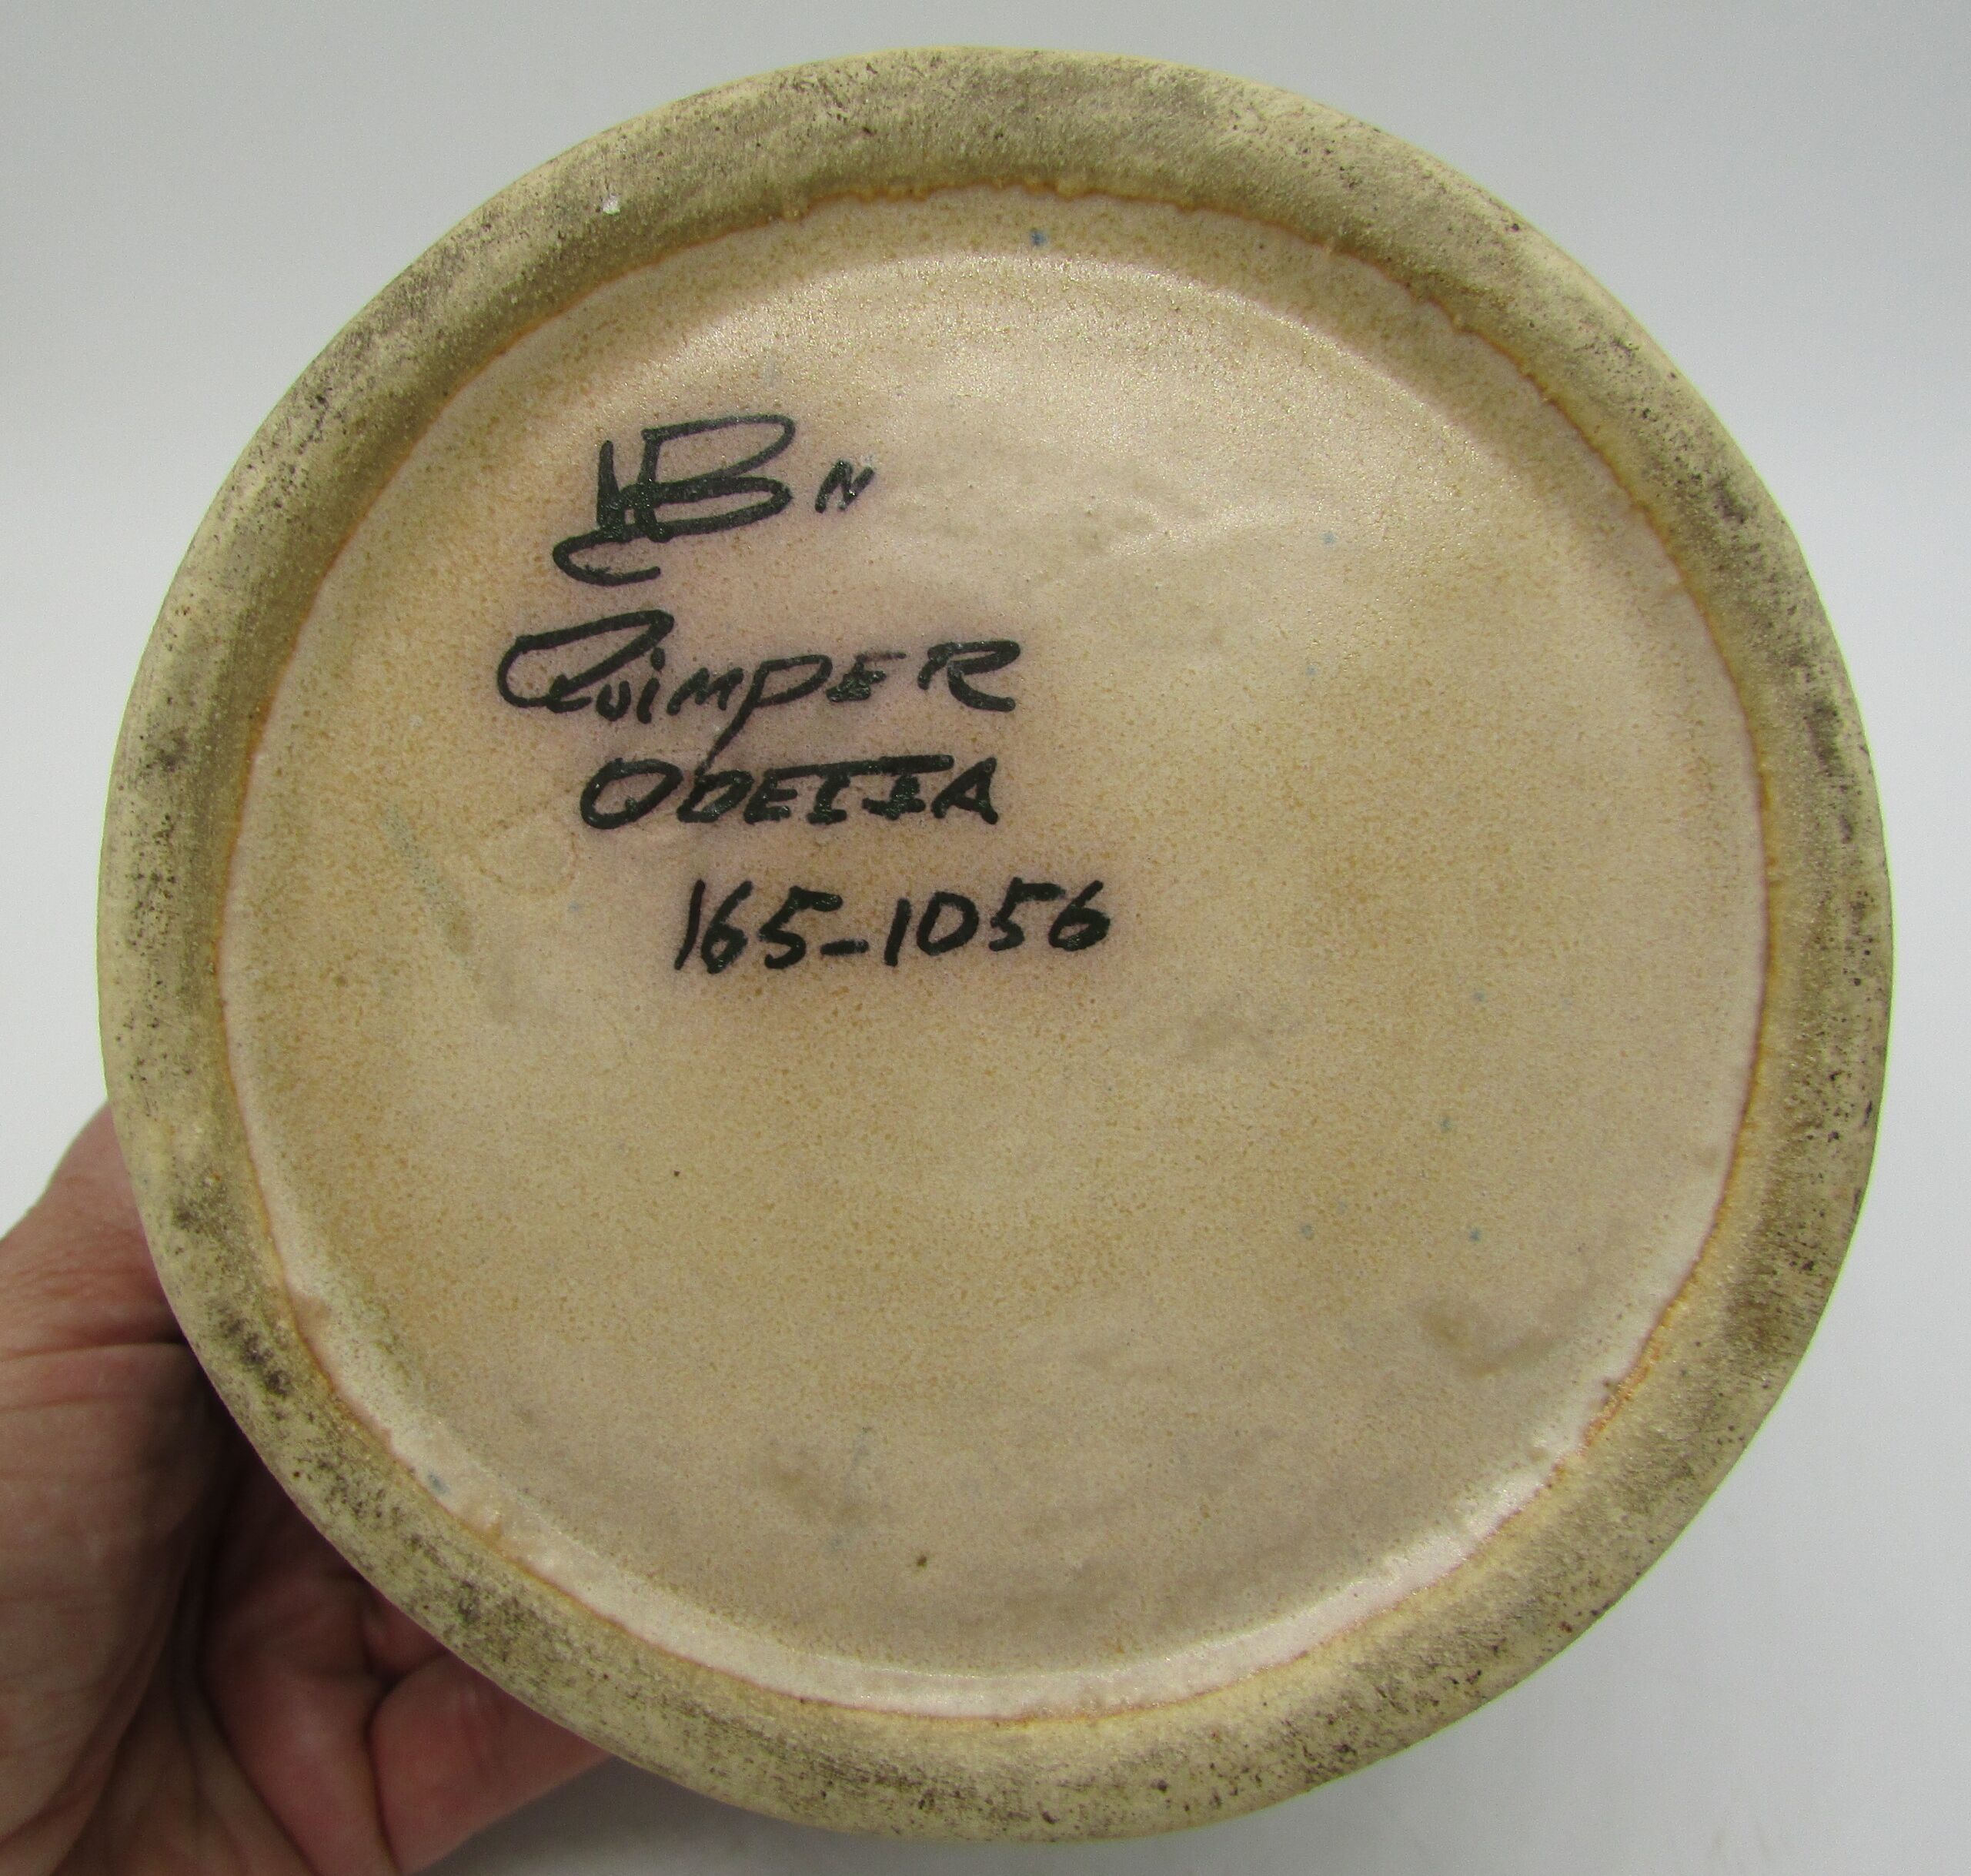 HB n
QuimPER
ODETTA
165-1056